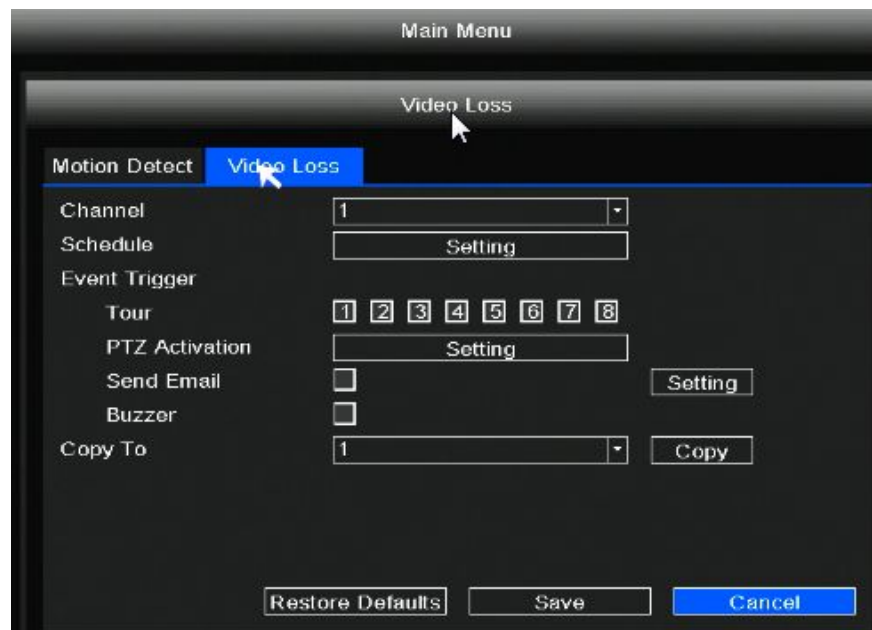 Main Menu
Video Loss
Motion Detect Video Loss
Channel 1
Schedule Setting
Event Trigger
Tour 1 2 3 4 5 6 7 8
PTZ Activation Setting
Send Email Setting
Buzzer
Copy To 1 Copy
Restore Defaults Save Cancel